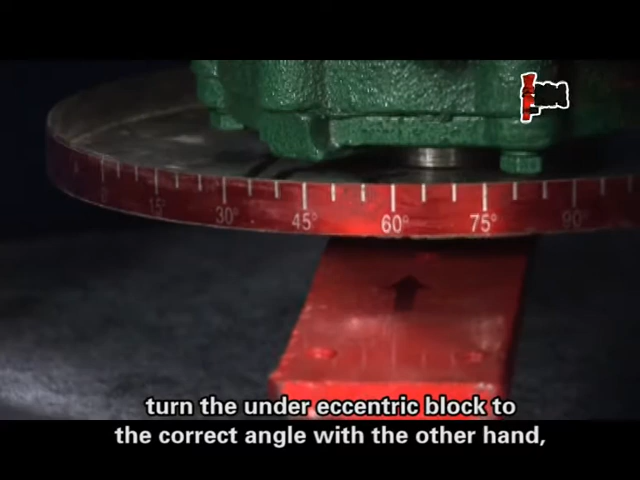 15° 30° 45° 60° 75° 90°
turn the under eccentric block to
the correct angle with the other hand,